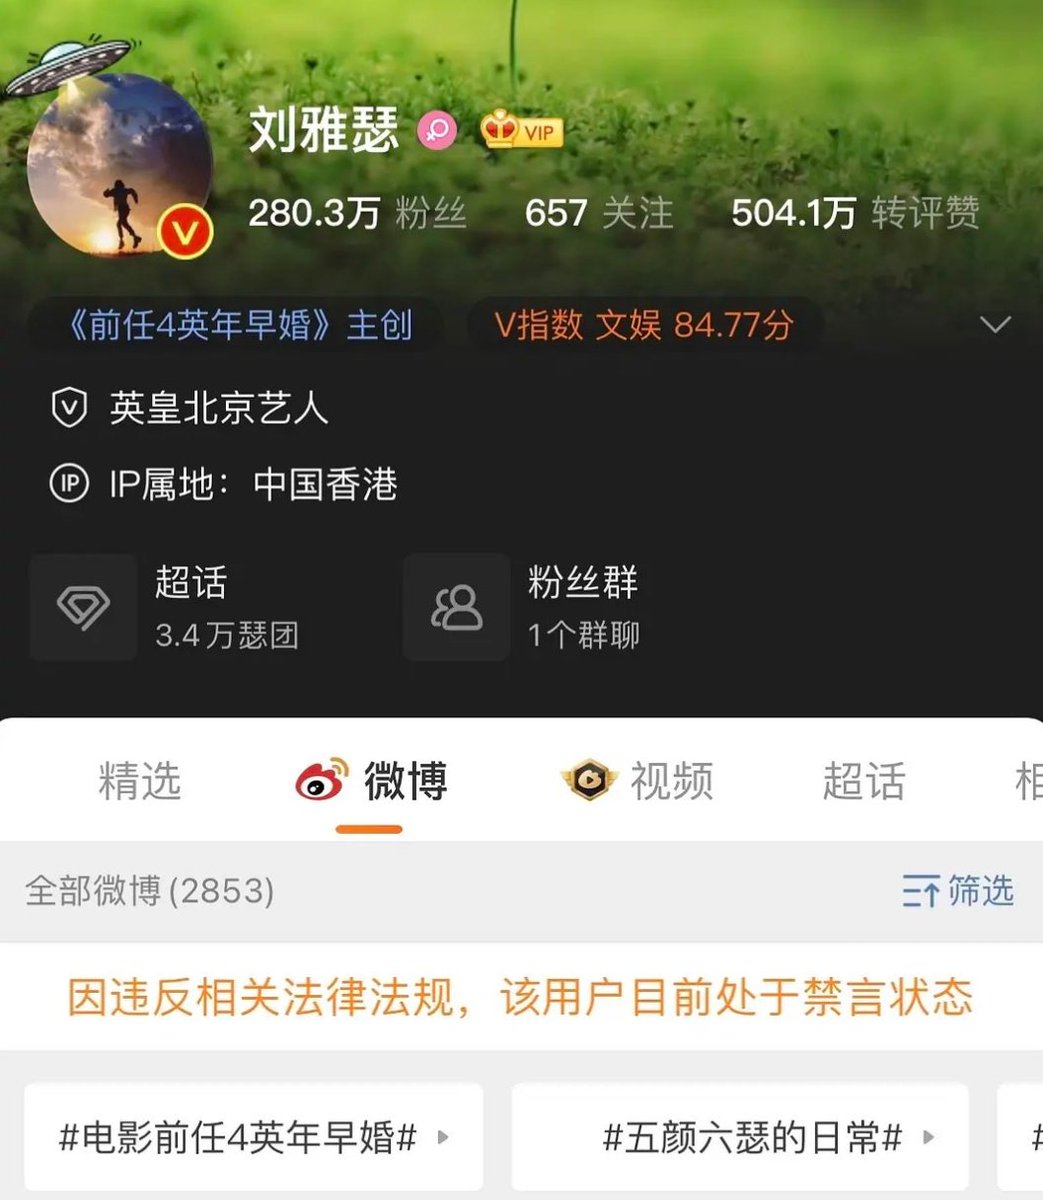 刘雅瑟 VIP
280.3万 粉丝 657 关注 504.1万 转评赞
《前任4英年早婚》主创 V指数 文娱 84.77分
英皇北京艺人
IP IP属地：中国香港
超话 粉丝群
3.4万瑟团 1个群聊
精选 微博 视频 超话 相
全部微博(2853) 筛选
因违反相关法律法规，该用户目前处于禁言状态
#电影前任4英年早婚# #五颜六瑟的日常# #